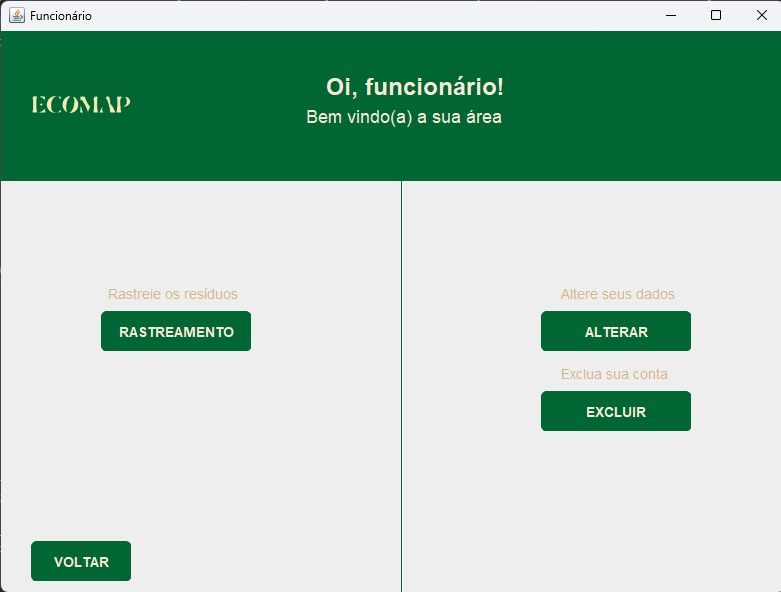 Funcionário
ECOMAP
Oi, funcionário!
Bem vindo(a) a sua área
Rastreie os resíduos
RASTREAMENTO
Altere seus dados
ALTERAR
Exclua sua conta
EXCLUIR
VOLTAR